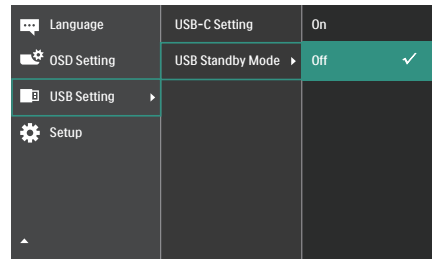 Language
OSD Setting
USB Setting
Setup
USB-C Setting
USB Standby Mode
On
Off